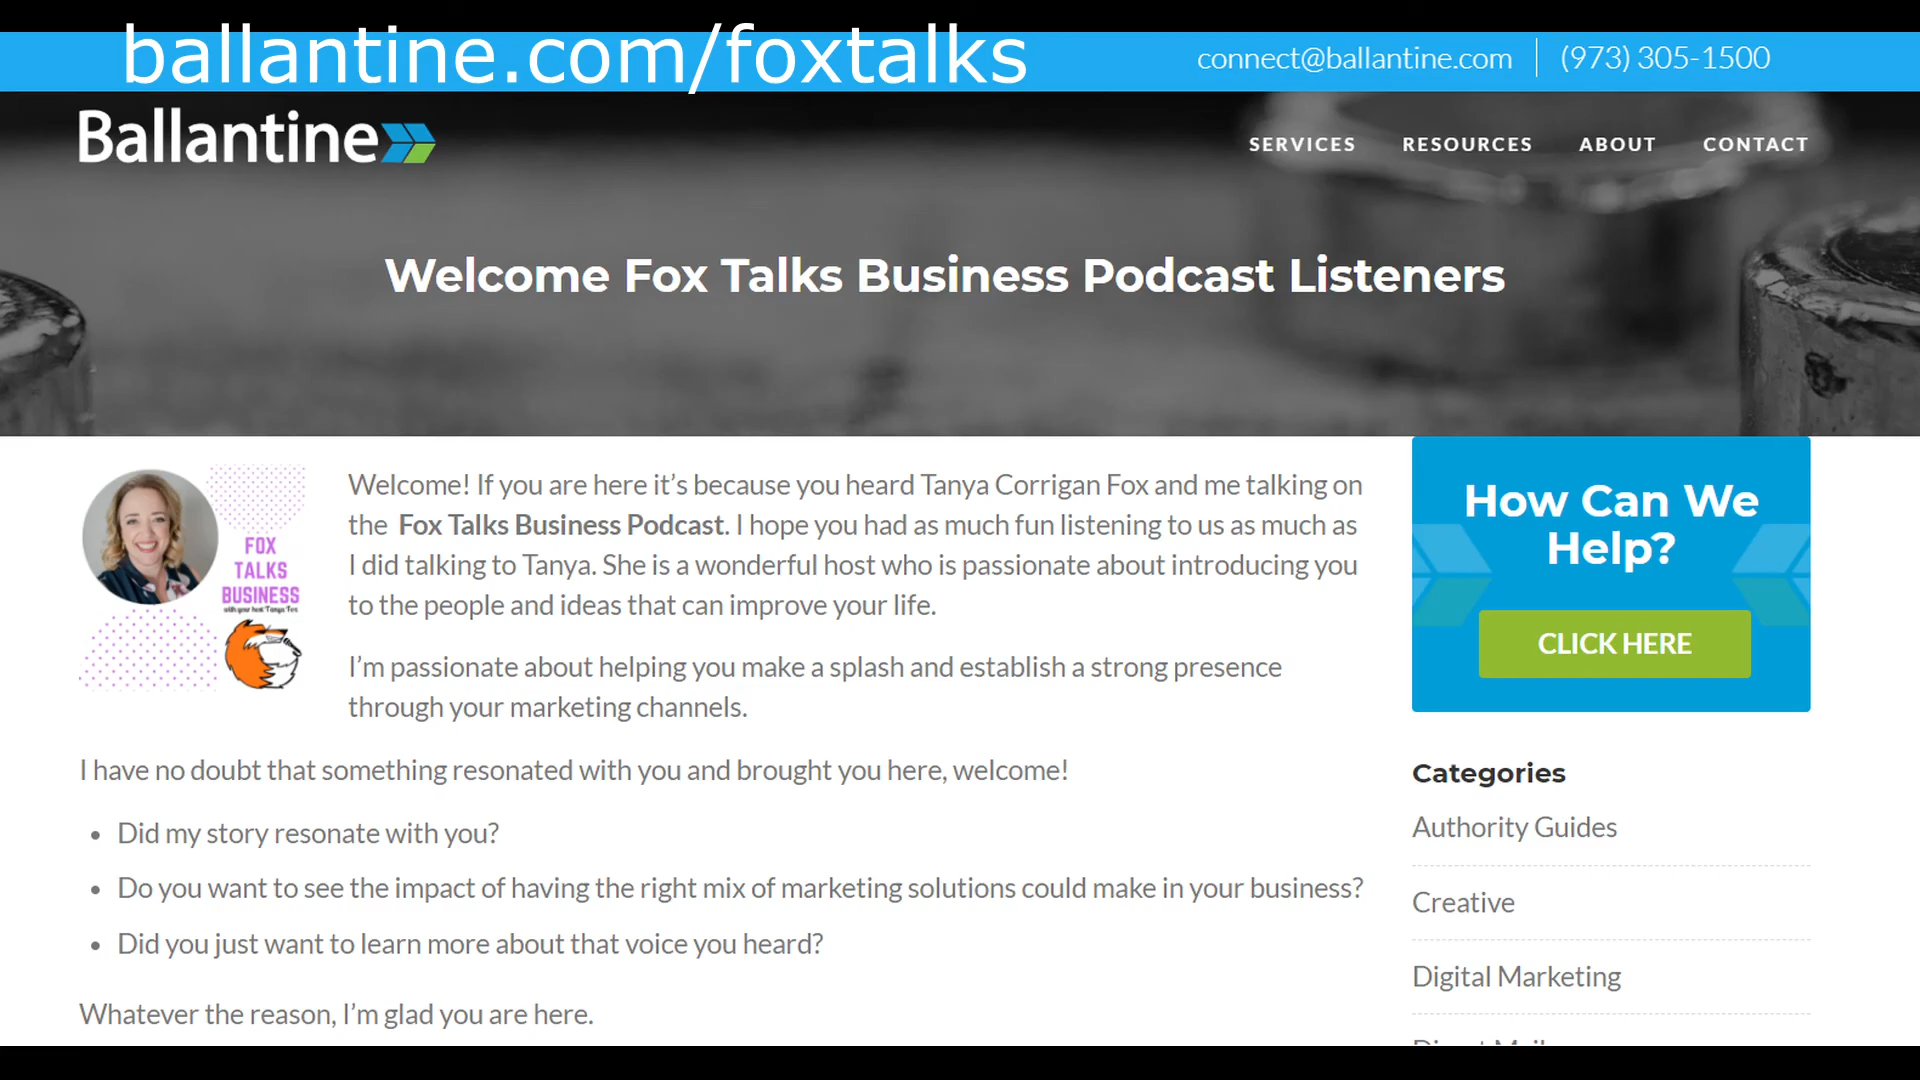 ballantine.com/foxtalks
connect@ballantine.com
(973) 305-1500
Ballantine
SERVICES
RESOURCES
ABOUT
CONTACT
Welcome Fox Talks Business Podcast Listeners
FOX
TALKS
BUSINESS
with your host Tanya Fox
Welcome! If you are here it’s because you heard Tanya Corrigan Fox and me talking on
the Fox Talks Business Podcast. I hope you had as much fun listening to us as much as
I did talking to Tanya. She is a wonderful host who is passionate about introducing you
to the people and ideas that can improve your life.
I’m passionate about helping you make a splash and establish a strong presence
through your marketing channels.
I have no doubt that something resonated with you and brought you here, welcome!
• Did my story resonate with you?
• Do you want to see the impact of having the right mix of marketing solutions could make in your business?
• Did you just want to learn more about that voice you heard?
Whatever the reason, I’m glad you are here.
How Can We
Help?
CLICK HERE
Categories
Authority Guides
Creative
Digital Marketing